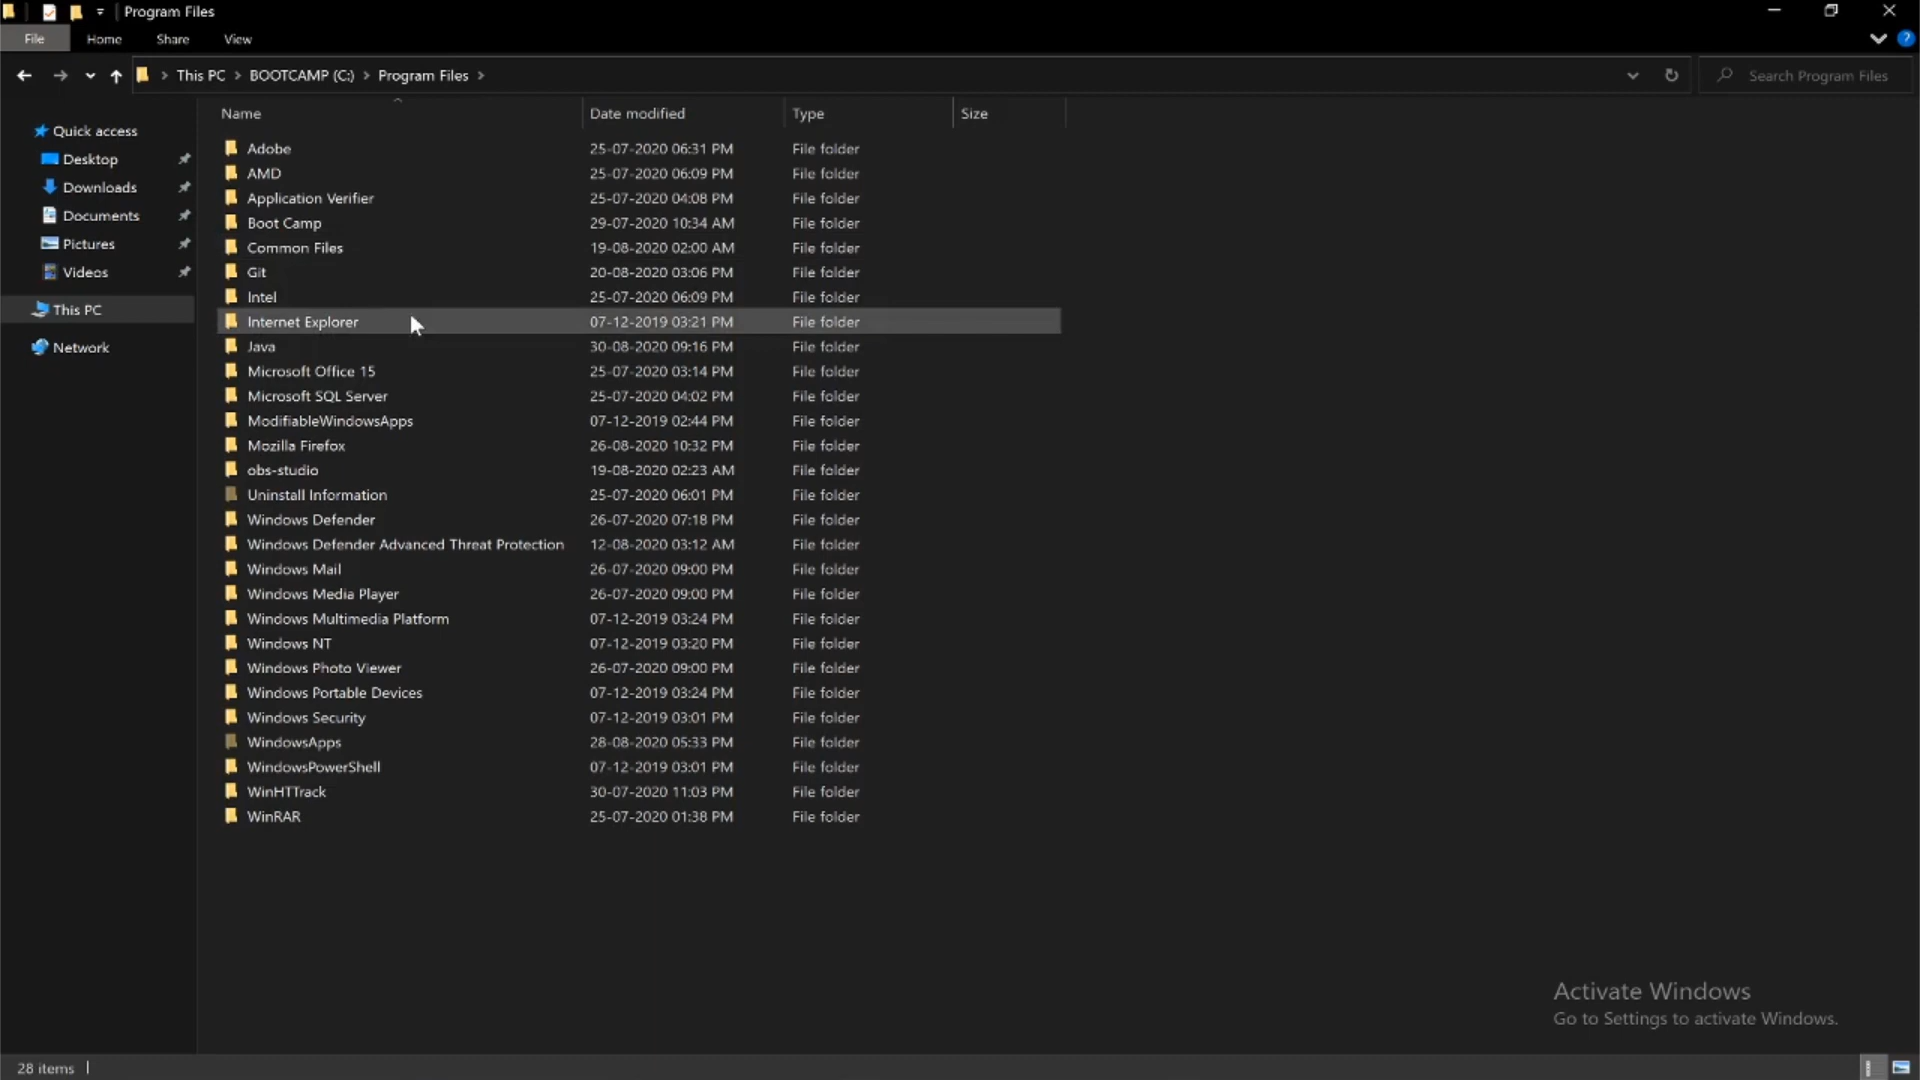 Program Files
File Home Share View
This PC > BOOTCAMP (C:) > Program Files >
Search Program Files
Name Date modified Type Size
Quick access
Desktop
Downloads
Documents
Pictures
Videos
This PC
Network
Adobe 25-07-2020 06:31 PM File folder
AMD 25-07-2020 06:09 PM File folder
Application Verifier 25-07-2020 04:08 PM File folder
Boot Camp 29-07-2020 10:34 AM File folder
Common Files 19-08-2020 02:00 AM File folder
Git 20-08-2020 03:06 PM File folder
Intel 25-07-2020 06:09 PM File folder
Internet Explorer 07-12-2019 03:21 PM File folder
Java 30-08-2020 09:16 PM File folder
Microsoft Office 15 25-07-2020 03:14 PM File folder
Microsoft SQL Server 25-07-2020 04:02 PM File folder
ModifiableWindowsApps 07-12-2019 02:44 PM File folder
Mozilla Firefox 26-08-2020 10:32 PM File folder
obs-studio 19-08-2020 02:23 AM File folder
Uninstall Information 25-07-2020 06:01 PM File folder
Windows Defender 26-07-2020 07:18 PM File folder
Windows Defender Advanced Threat Protection 12-08-2020 03:12 AM File folder
Windows Mail 26-07-2020 09:00 PM File folder
Windows Media Player 26-07-2020 09:00 PM File folder
Windows Multimedia Platform 07-12-2019 03:24 PM File folder
Windows NT 07-12-2019 03:20 PM File folder
Windows Photo Viewer 26-07-2020 09:00 PM File folder
Windows Portable Devices 07-12-2019 03:24 PM File folder
Windows Security 07-12-2019 03:01 PM File folder
WindowsApps 28-08-2020 05:33 PM File folder
WindowsPowerShell 07-12-2019 03:01 PM File folder
WinHTTrack 30-07-2020 11:03 PM File folder
WinRAR 25-07-2020 01:38 PM File folder
Activate Windows
Go to Settings to activate Windows.
28 items